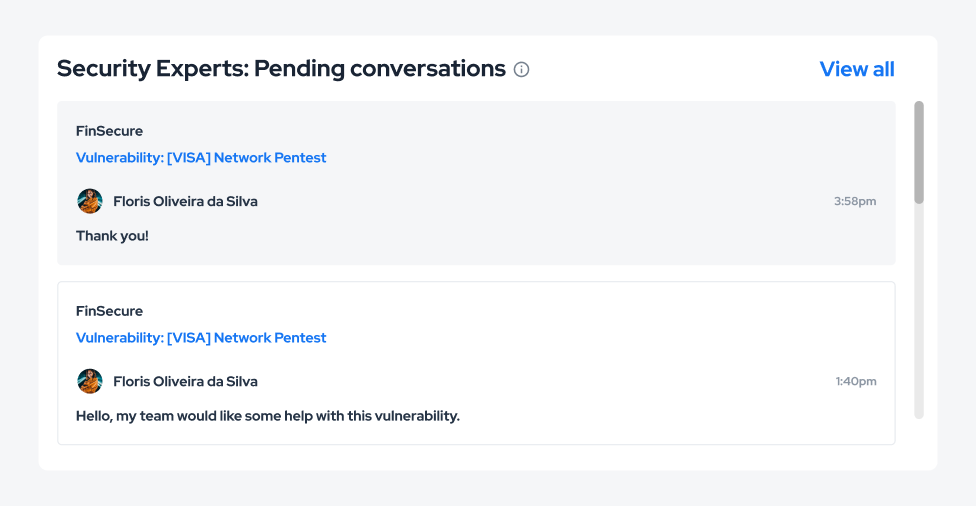 Security Experts: Pending conversations
View all
FinSecure
Vulnerability: [VISA] Network Pentest
Floris Oliveira da Silva
3:58pm
Thank you!
FinSecure
Vulnerability: [VISA] Network Pentest
Floris Oliveira da Silva
1:40pm
Hello, my team would like some help with this vulnerability.